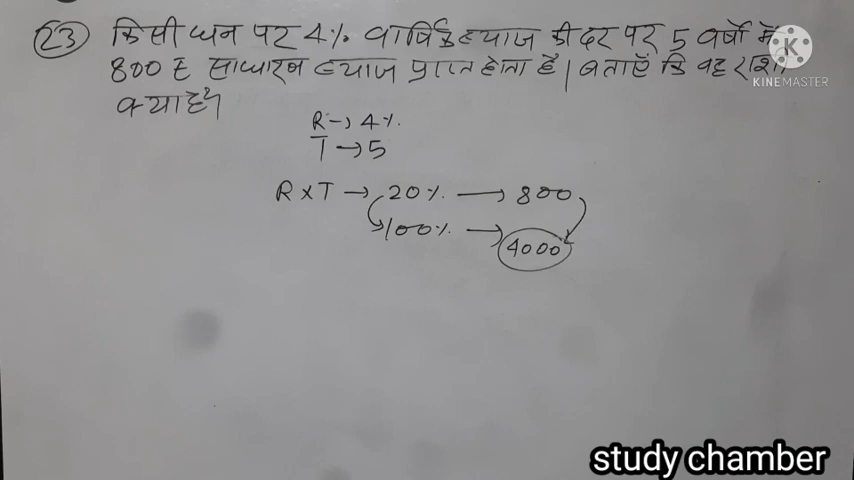 (23) किसी धन पर 4% वार्षिक ब्याज की दर पर 5 वर्षो में
800 रु साधारन ब्याज प्राप्त होता है। बताएँ कि वह राशी
क्या है?
R → 4%.
T → 5
R x T → 20% → 800
100% → 4000
K
KINEMASTER
study chamber